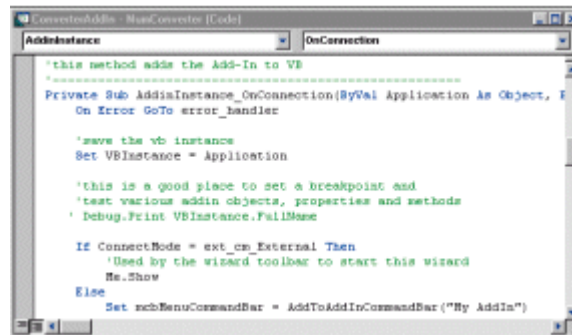 ConverterAddIn - NumConverter (Code)
AddinInstance OnConnection
'this method adds the Add-In to VB
'=====================================================
Private Sub AddinInstance_OnConnection(ByVal Application As Object,
On Error GoTo error_handler
'save the vb instance
Set VBInstance = Application
'this is a good place to set a breakpoint and
'test various addin objects, properties and methods
' Debug.Print VBInstance.FullName
If ConnectMode = ext_cm_External Then
'Used by the wizard toolbar to start this wizard
Me.Show
Else
Set mcbMenuCommandBar = AddToAddInCommandBar("My AddIn")